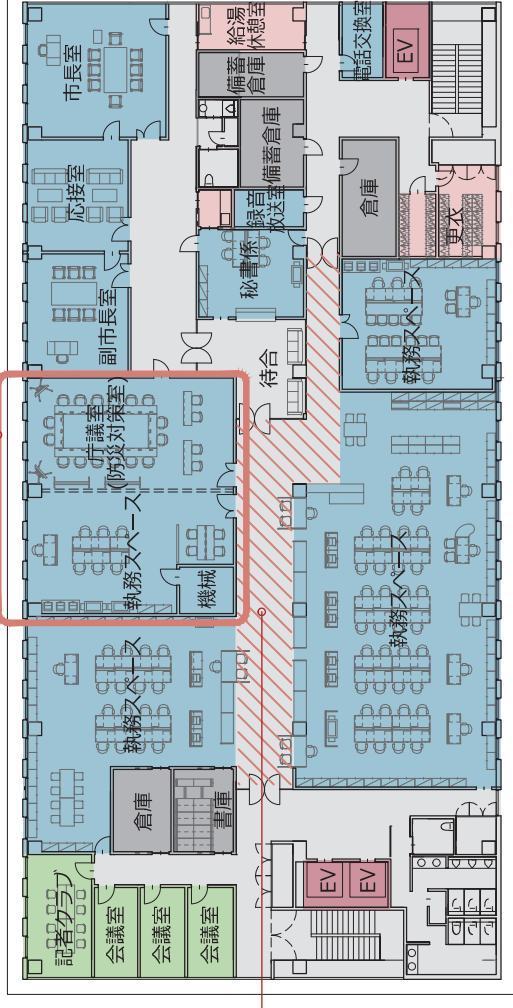 市長室
応接室
副市長室
庁議室
（防災対策室）
執務スペース
機械
執務スペース
記者クラブ
会議室
会議室
会議室
倉庫
書庫
給湯
休憩室
備蓄
倉庫
備蓄倉庫
録音
放送室
秘書係
待合
電話交換室
EV
倉庫
更衣
執務スペース
執務スペース
EV
EV